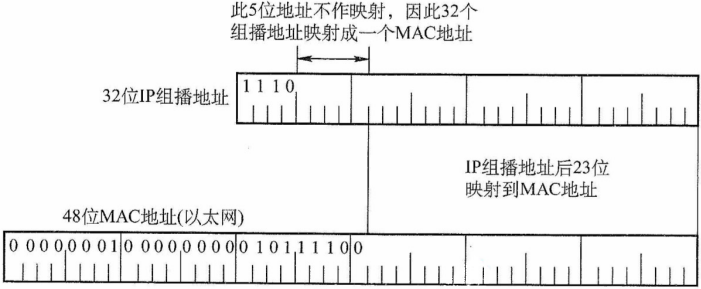 此5位地址不作映射，因此32个
组播地址映射成一个MAC地址
1 1 1 0
32位IP组播地址
IP组播地址后23位
映射到MAC地址
48位MAC地址(以太网)
0 0 0 0 0 0 0 1 0 0 0 0 0 0 0 0 0 1 0 1 1 1 1 0 0